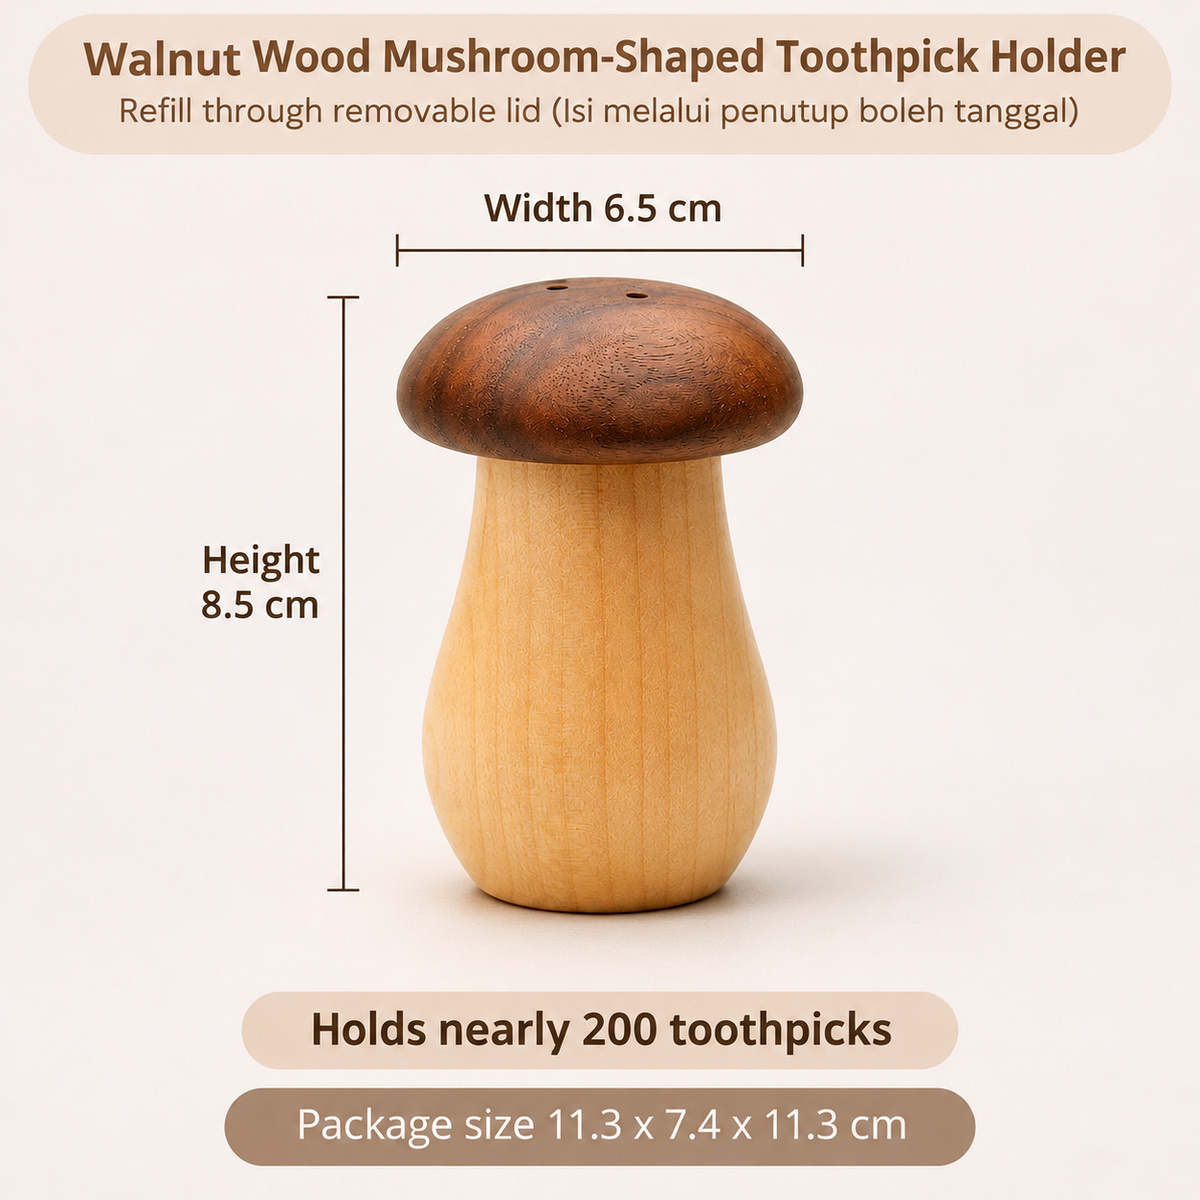 Walnut Wood Mushroom-Shaped Toothpick Holder
Refill through removable lid (Isi melalui penutup boleh tanggal)
Width 6.5 cm
Height
8.5 cm
Holds nearly 200 toothpicks
Package size 11.3 x 7.4 x 11.3 cm